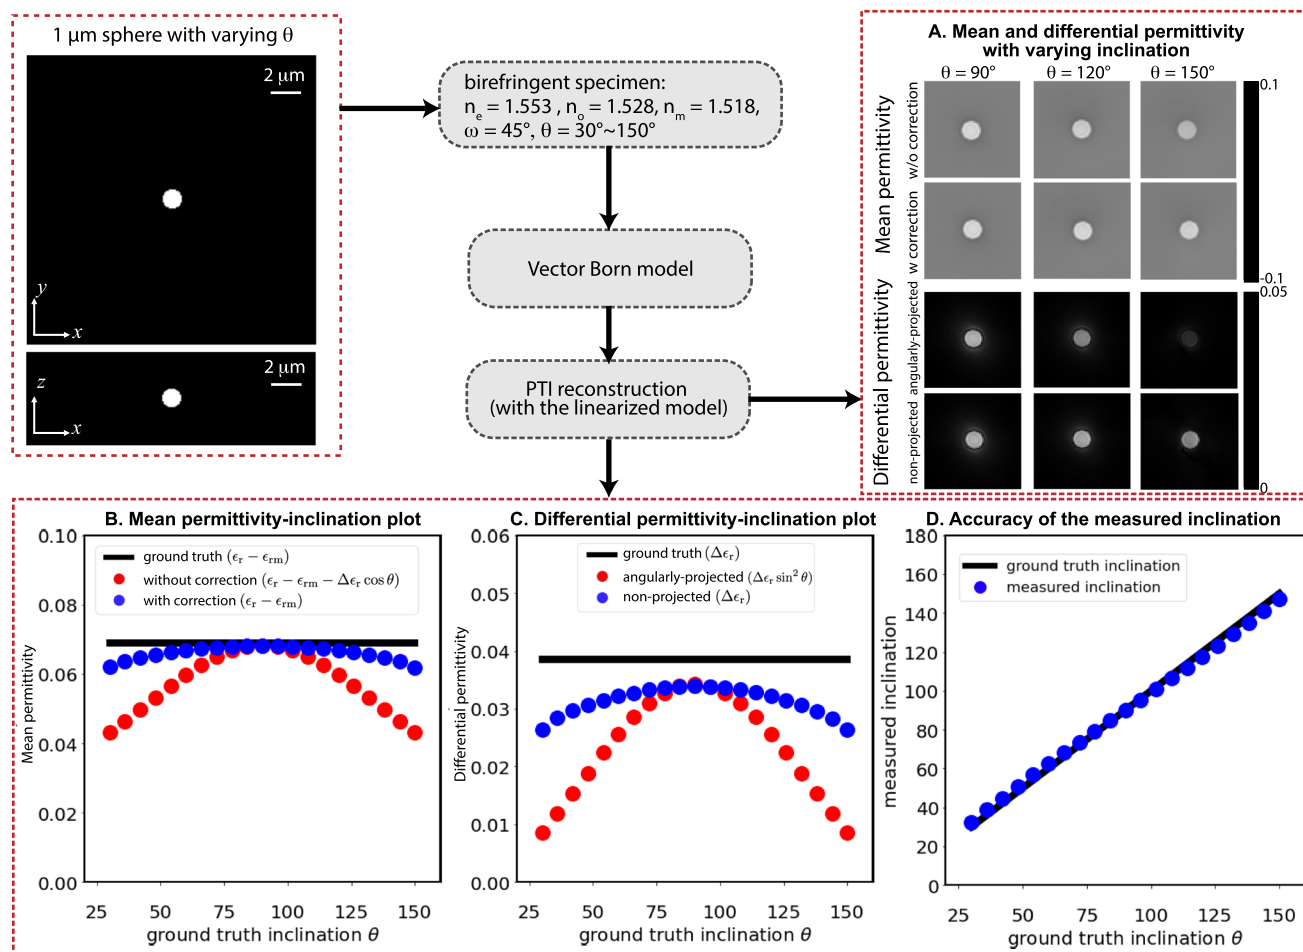 1 μm sphere with varying θ
2 μm
y
x
2 μm
z
x
birefringent specimen:
nₑ = 1.553 , nₒ = 1.528, nₘ = 1.518,
ω = 45°, θ = 30°~150°
Vector Born model
PTI reconstruction
(with the linearized model)
A. Mean and differential permittivity
with varying inclination
θ = 90° θ = 120° θ = 150°
Mean permittivity
w/o correction
w correction
0.1
-0.1
Differential permittivity
angularly-projected
non-projected
0.05
0
B. Mean permittivity-inclination plot
ground truth (ϵᵣ − ϵᵣₘ)
without correction (ϵᵣ − ϵᵣₘ − Δϵᵣ cos θ)
with correction (ϵᵣ − ϵᵣₘ)
Mean permittivity
0.10
0.08
0.06
0.04
0.02
0.00
25 50 75 100 125 150
ground truth inclination θ
C. Differential permittivity-inclination plot
ground truth (Δϵᵣ)
angularly-projected (Δϵᵣ sin² θ)
non-projected (Δϵᵣ)
Differential permittivity
0.06
0.05
0.04
0.03
0.02
0.01
0.00
25 50 75 100 125 150
ground truth inclination θ
D. Accuracy of the measured inclination
ground truth inclination
measured inclination
measured inclination
180
160
140
120
100
80
60
40
20
0
25 50 75 100 125 150
ground truth inclination θ